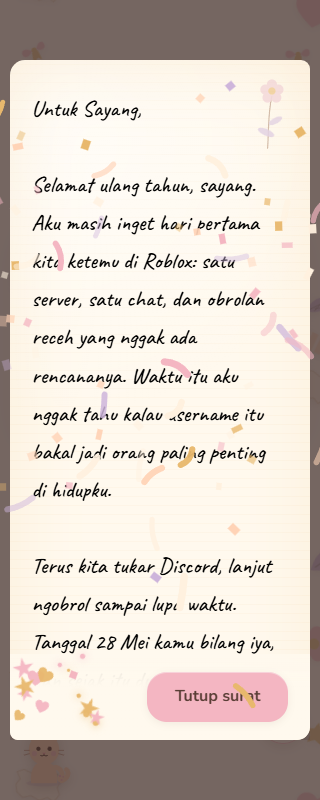 Untuk Sayang,
Selamat ulang tahun, sayang.
Aku masih inget hari pertama
kita ketemu di Roblox: satu
server, satu chat, dan obrolan
receh yang nggak ada
rencananya. Waktu itu aku
nggak tahu kalau username itu
bakal jadi orang paling penting
di hidupku.
Terus kita tukar Discord, lanjut
ngobrol sampai lupa waktu.
Tanggal 28 Mei kamu bilang iya,
Tutup surat